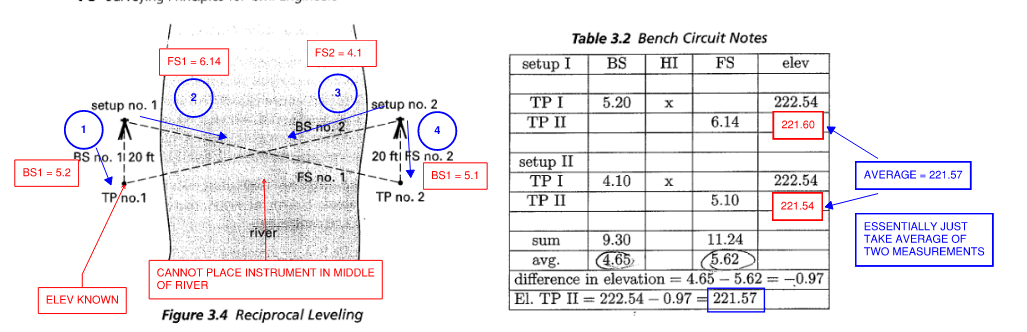 Surveying Principles for Civil Engineers
FS1 = 6.14
FS2 = 4.1
2
3
setup no. 1
setup no. 2
1
BS no. 2
4
BS no. 1
20 ft
20 ft
FS no. 2
BS1 = 5.2
FS no. 1
BS1 = 5.1
TP no.1
TP no. 2
river
CANNOT PLACE INSTRUMENT IN MIDDLE
OF RIVER
ELEV KNOWN
Figure 3.4 Reciprocal Leveling
Table 3.2 Bench Circuit Notes
setup I BS HI FS elev
TP I 5.20 x 222.54
TP II 6.14 221.60
setup II
TP I 4.10 x 222.54
TP II 5.10 221.54
sum 9.30 11.24
avg. 4.65 5.62
difference in elevation = 4.65 − 5.62 = −0.97
El. TP II = 222.54 − 0.97 = 221.57
AVERAGE = 221.57
ESSENTIALLY JUST
TAKE AVERAGE OF
TWO MEASUREMENTS